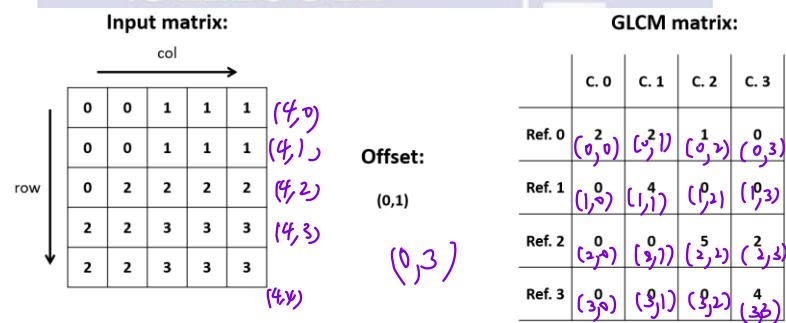 Input matrix:
GLCM matrix:
col
row
0 0 1 1 1 (4,0)
0 0 1 1 1 (4,1)
0 2 2 2 2 (4,2)
2 2 3 3 3 (4,3)
2 2 3 3 3
(4,4)
Offset:
(0,1)
(0,3)
C. 0 C. 1 C. 2 C. 3
Ref. 0 2 2 1 0
(0,0) (0,1) (0,2) (0,3)
Ref. 1 0 4 0 0
(1,0) (1,1) (1,2) (1,3)
Ref. 2 0 0 5 2
(2,0) (2,1) (2,2) (2,3)
Ref. 3 0 0 0 4
(3,0) (3,1) (3,2) (3,3)